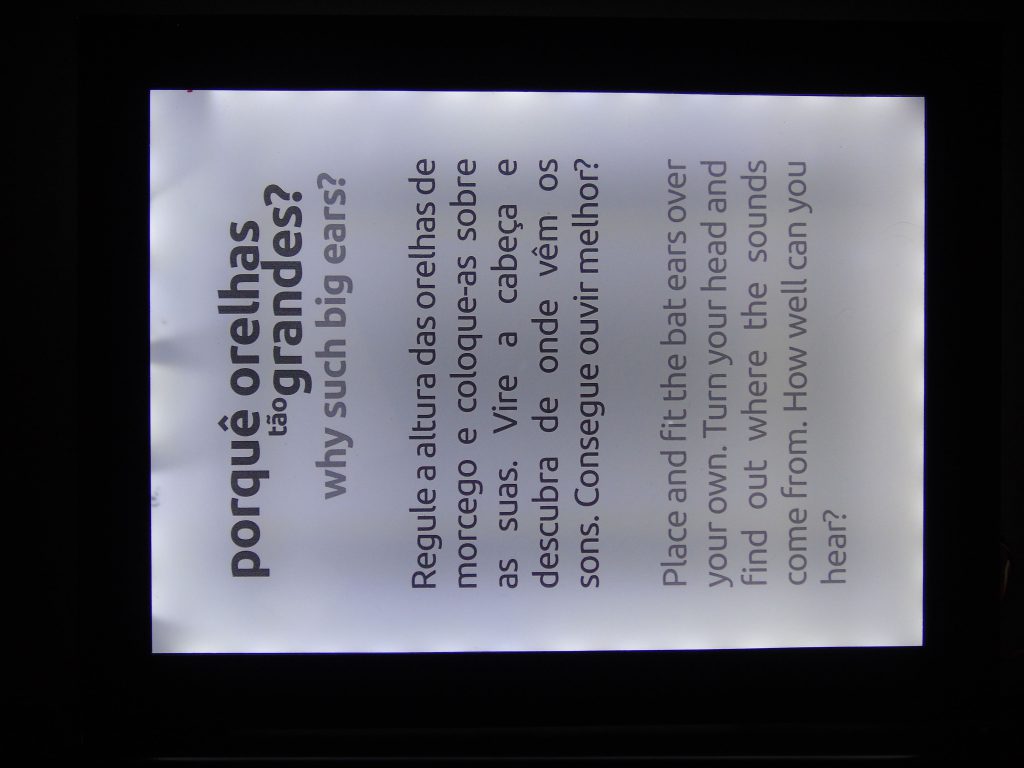 porquê orelhas
tão grandes?
why such big ears?
Regule a altura das orelhas de
morcego e coloque-as sobre
as suas. Vire a cabeça e
descubra de onde vêm os
sons. Consegue ouvir melhor?
Place and fit the bat ears over
your own. Turn your head and
find out where the sounds
come from. How well can you
hear?